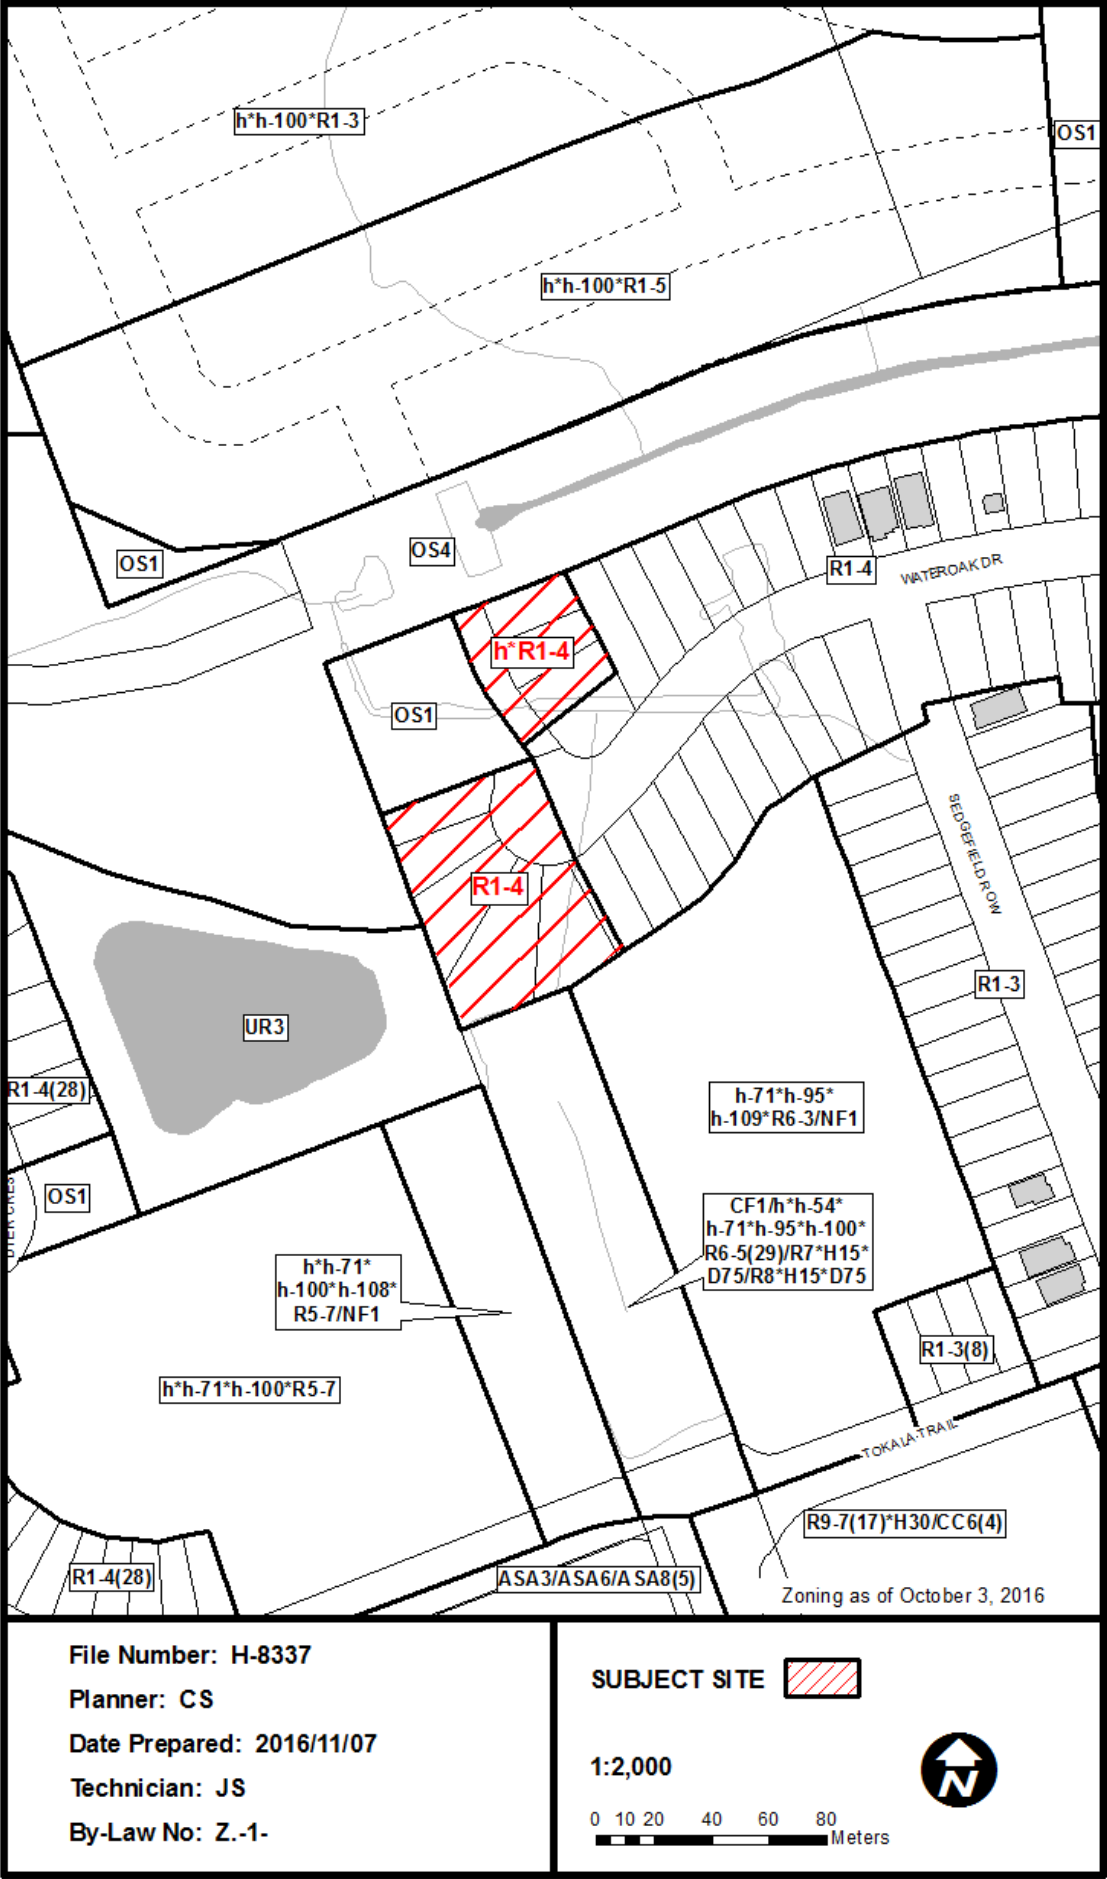 h*h-100*R1-3
OS1
h*h-100*R1-5
OS1
OS4
R1-4
WATEROAK DR
h*R1-4
OS1
SEDGEFIELD ROW
R1-4
R1-3
UR3
R1-4(28)
h-71*h-95*
h-109*R6-3/NF1
OS1
CF1/h*h-54*
h-71*h-95*h-100*
R6-5(29)/R7*H15*
D75/R8*H15*D75
h*h-71*
h-100*h-108*
R5-7/NF1
R1-3(8)
h*h-71*h-100*R5-7
TOKALA TRAIL
R9-7(17)*H30/CC6(4)
R1-4(28)
ASA3/ASA6/ASA8(5)
Zoning as of October 3, 2016
File Number: H-8337
Planner: CS
Date Prepared: 2016/11/07
Technician: JS
By-Law No: Z.-1-
SUBJECT SITE
1:2,000
N
0 10 20 40 60 80
Meters